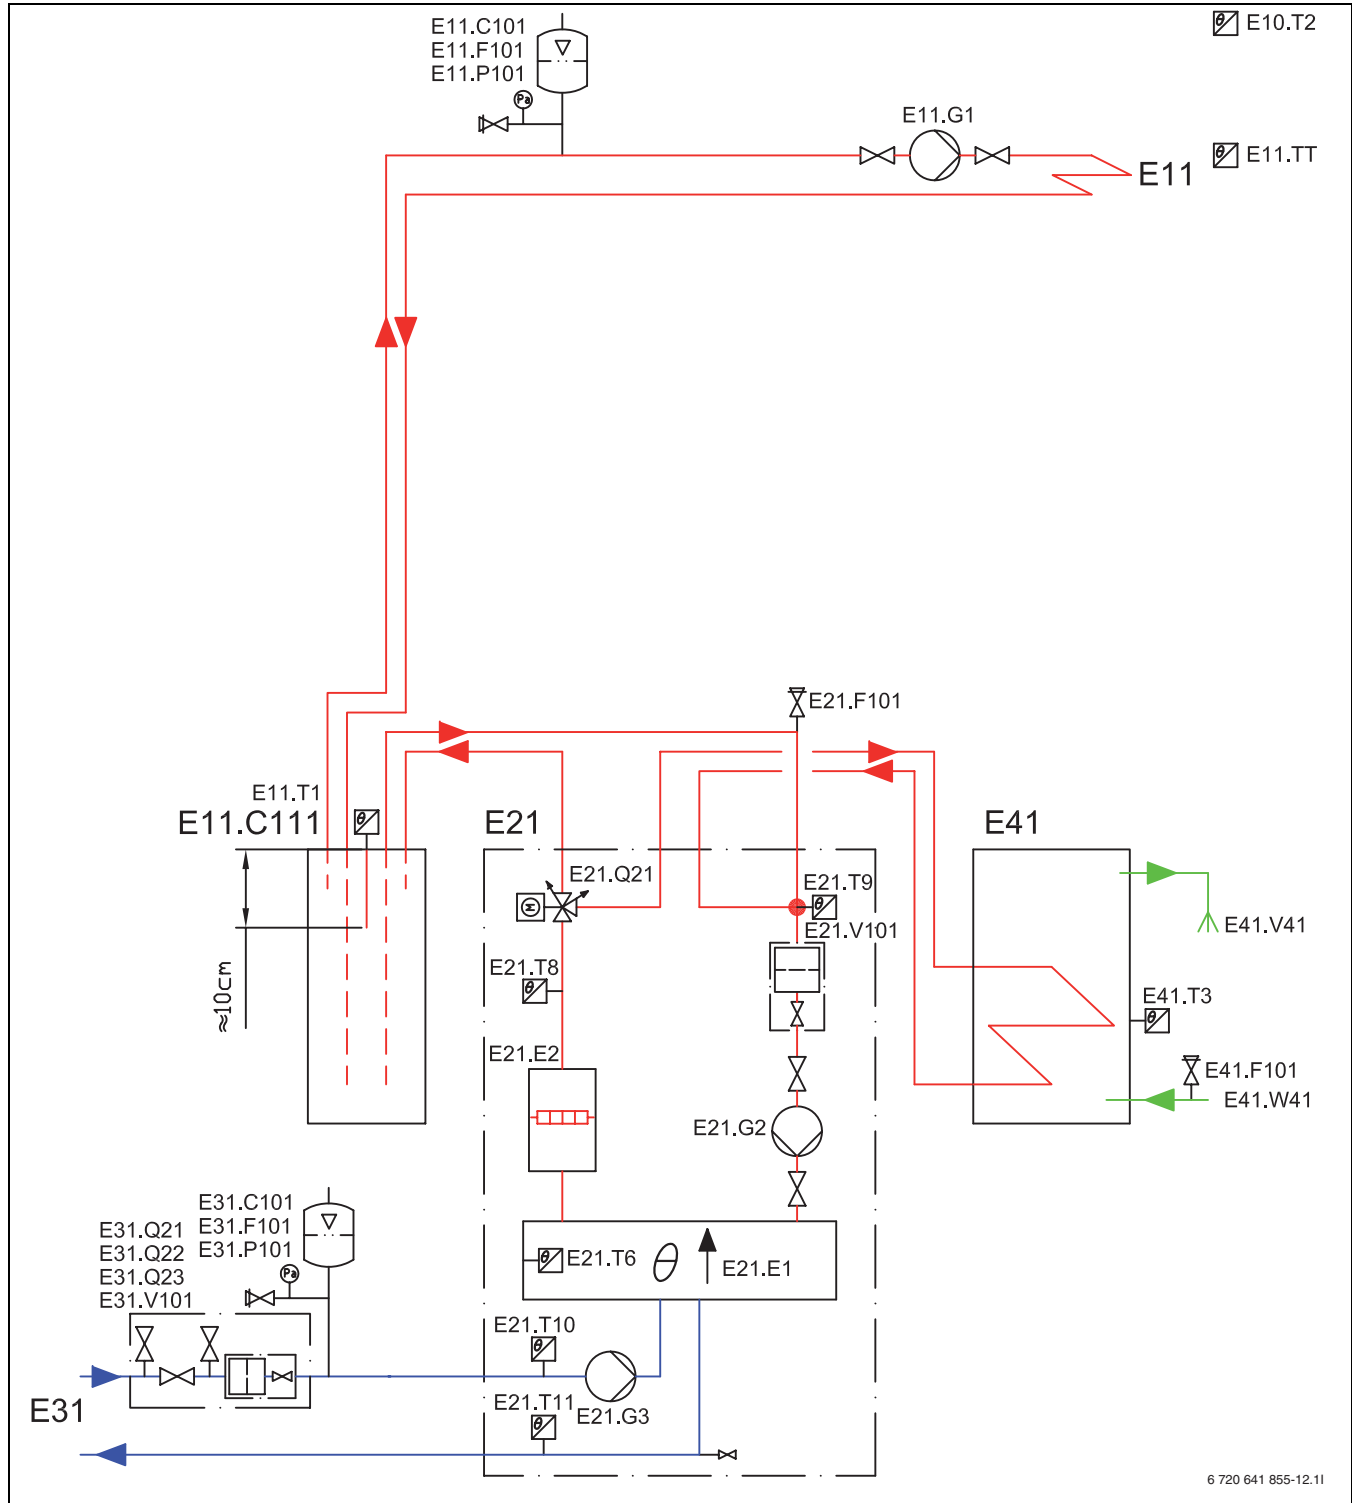 E11.C101
E11.F101
E11.P101
Pa
E10.T2
θ
E11.G1
E11.TT
θ
E11
E21.F101
E11.T1
E11.C111
θ
E21
E41
E21.Q21
M
E21.T9
θ
E21.V101
E41.V41
E21.T8
θ
≈10cm
E41.T3
θ
E21.E2
E41.F101
E41.W41
E21.G2
E31.C101
E31.F101
E31.P101
E31.Q21
E31.Q22
E31.Q23
E31.V101
Pa
θ
E21.T6
θ
E21.E1
E21.T10
θ
E31
E21.T11
θ
E21.G3
6 720 641 855-12.1I